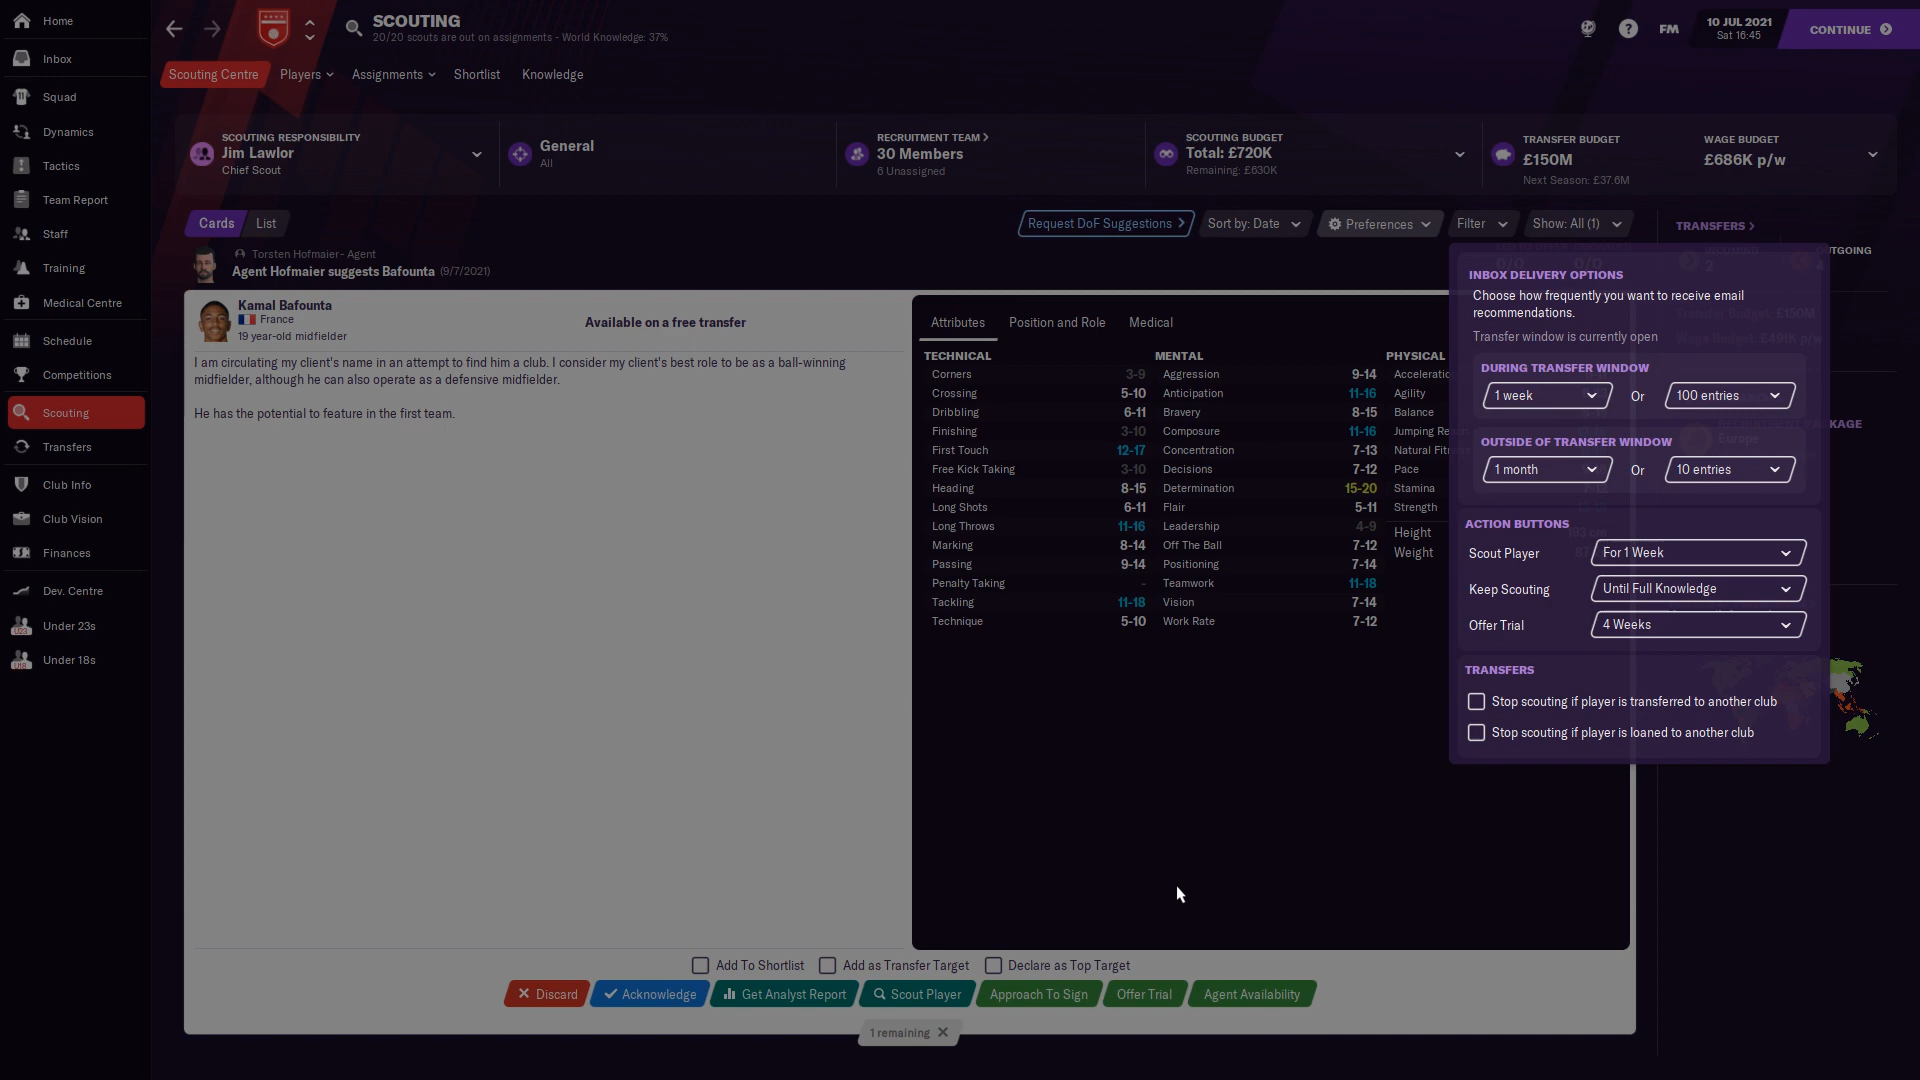 Home
Inbox
Squad
Dynamics
Tactics
Team Report
Staff
Training
Medical Centre
Schedule
Competitions
Scouting
Transfers
Club Info
Club Vision
Finances
Dev. Centre
Under 23s
Under 18s
SCOUTING
20/20 scouts are out on assignments - World Knowledge: 37%
FM
10 JUL 2021
Sat 16:45
CONTINUE
Scouting Centre
Players
Assignments
Shortlist
Knowledge
SCOUTING RESPONSIBILITY
Jim Lawlor
Chief Scout
General
All
RECRUITMENT TEAM >
30 Members
6 Unassigned
SCOUTING BUDGET
Total: £720K
Remaining: £630K
TRANSFER BUDGET
£150M
Next Season: £37.6M
WAGE BUDGET
£686K p/w
Cards
List
Request DoF Suggestions >
Sort by: Date
Preferences
Filter
Show: All (1)
TRANSFERS >
Torsten Hofmaier- Agent
Agent Hofmaier suggests Bafounta (9/7/2021)
Kamal Bafounta
France
19 year-old midfielder
Available on a free transfer
I am circulating my client's name in an attempt to find him a club. I consider my client's best role to be as a ball-winning
midfielder, although he can also operate as a defensive midfielder.
He has the potential to feature in the first team.
Attributes
Position and Role
Medical
TECHNICAL
Corners 3-9
Crossing 5-10
Dribbling 6-11
Finishing 3-10
First Touch 12-17
Free Kick Taking 3-10
Heading 8-15
Long Shots 6-11
Long Throws 11-16
Marking 8-14
Passing 9-14
Penalty Taking -
Tackling 11-18
Technique 5-10
MENTAL
Aggression 9-14
Anticipation 11-16
Bravery 8-15
Composure 11-16
Concentration 7-13
Decisions 7-12
Determination 15-20
Flair 5-11
Leadership 4-9
Off The Ball 7-12
Positioning 7-14
Teamwork 11-18
Vision 7-14
Work Rate 7-12
PHYSICAL
Acceleratio
Agility
Balance
Jumping Re
Natural Fit
Pace
Stamina
Strength
Height
Weight
INBOX DELIVERY OPTIONS
Choose how frequently you want to receive email
recommendations.
Transfer window is currently open
DURING TRANSFER WINDOW
1 week Or 100 entries
OUTSIDE OF TRANSFER WINDOW
1 month Or 10 entries
ACTION BUTTONS
Scout Player For 1 Week
Keep Scouting Until Full Knowledge
Offer Trial 4 Weeks
TRANSFERS
Stop scouting if player is transferred to another club
Stop scouting if player is loaned to another club
UTGOING
KAGE
Europe
Add To Shortlist
Add as Transfer Target
Declare as Top Target
Discard
Acknowledge
Get Analyst Report
Scout Player
Approach To Sign
Offer Trial
Agent Availability
1 remaining